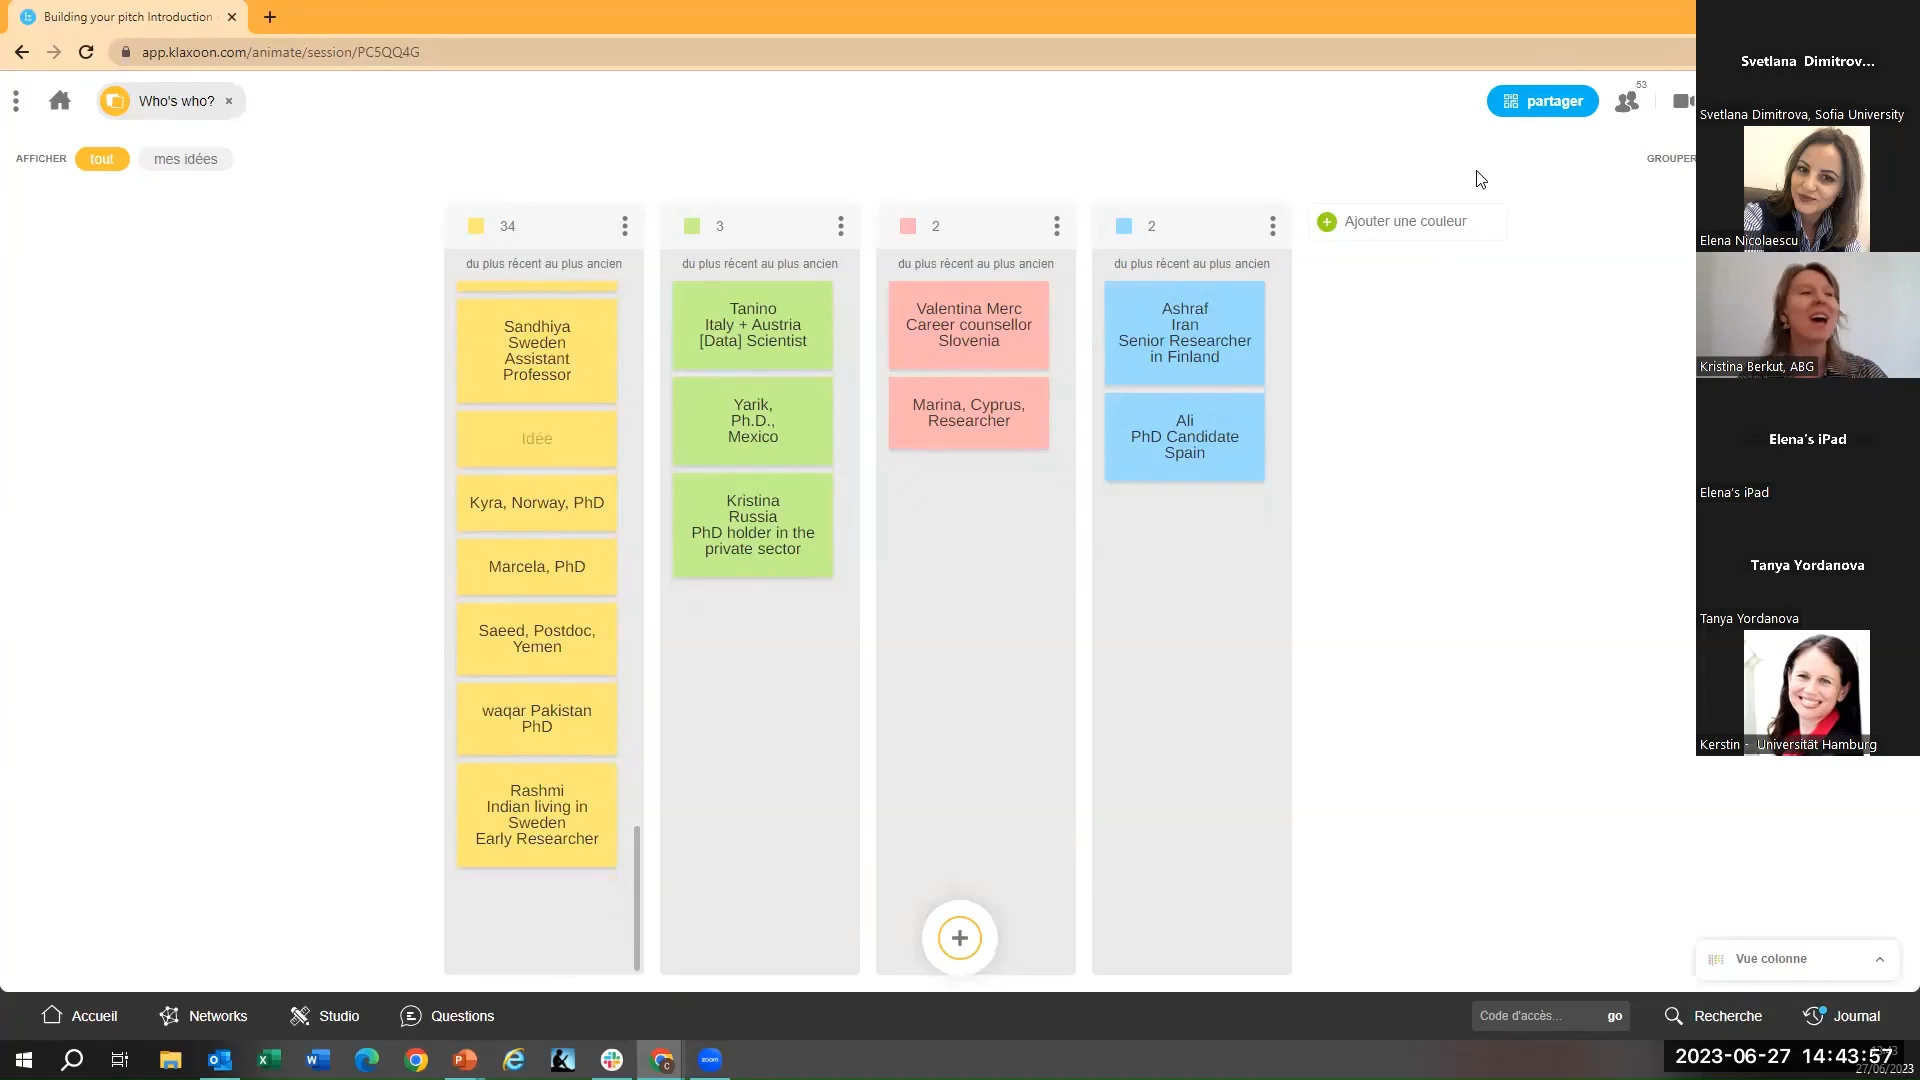 Building your pitch Introduction
app.klaxoon.com/animate/session/PC5QQ4G
Who's who?
partager
53
AFFICHER
tout
mes idées
GROUPER
34
3
2
2
Ajouter une couleur
du plus récent au plus ancien
du plus récent au plus ancien
du plus récent au plus ancien
du plus récent au plus ancien
Sandhiya
Sweden
Assistant
Professor
Idée
Kyra, Norway, PhD
Marcela, PhD
Saeed, Postdoc,
Yemen
waqar Pakistan
PhD
Rashmi
Indian living in
Sweden
Early Researcher
Tanino
Italy + Austria
[Data] Scientist
Yarik,
Ph.D.,
Mexico
Kristina
Russia
PhD holder in the
private sector
Valentina Merc
Career counsellor
Slovenia
Marina, Cyprus,
Researcher
Ashraf
Iran
Senior Researcher
in Finland
Ali
PhD Candidate
Spain
Svetlana Dimitrov...
Svetlana Dimitrova, Sofia University
Elena Nicolaescu
Kristina Berkut, ABG
Elena's iPad
Elena's iPad
Tanya Yordanova
Tanya Yordanova
Kerstin - Universität Hamburg
Vue colonne
Accueil
Networks
Studio
Questions
Code d'accès...
go
Recherche
Journal
zoom
2023-06-27 14:43:57
27/06/2023